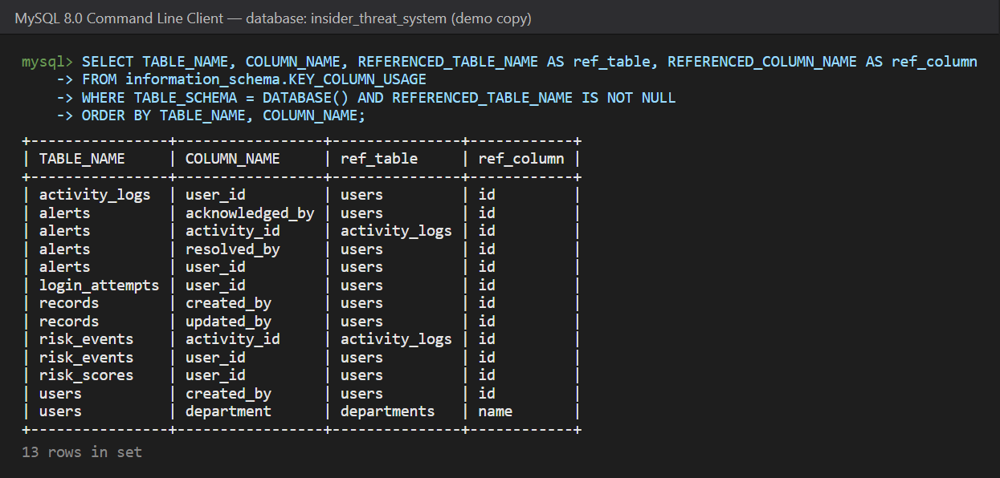 MySQL 8.0 Command Line Client — database: insider_threat_system (demo copy)
mysql> SELECT TABLE_NAME, COLUMN_NAME, REFERENCED_TABLE_NAME AS ref_table, REFERENCED_COLUMN_NAME AS ref_column
    -> FROM information_schema.KEY_COLUMN_USAGE
    -> WHERE TABLE_SCHEMA = DATABASE() AND REFERENCED_TABLE_NAME IS NOT NULL
    -> ORDER BY TABLE_NAME, COLUMN_NAME;
+----------------+-----------------+---------------+------------+
| TABLE_NAME     | COLUMN_NAME     | ref_table     | ref_column |
+----------------+-----------------+---------------+------------+
| activity_logs  | user_id         | users         | id         |
| alerts         | acknowledged_by | users         | id         |
| alerts         | activity_id     | activity_logs | id         |
| alerts         | resolved_by     | users         | id         |
| alerts         | user_id         | users         | id         |
| login_attempts | user_id         | users         | id         |
| records        | created_by      | users         | id         |
| records        | updated_by      | users         | id         |
| risk_events    | activity_id     | activity_logs | id         |
| risk_events    | user_id         | users         | id         |
| risk_scores    | user_id         | users         | id         |
| users          | created_by      | users         | id         |
| users          | department      | departments   | name       |
+----------------+-----------------+---------------+------------+
13 rows in set